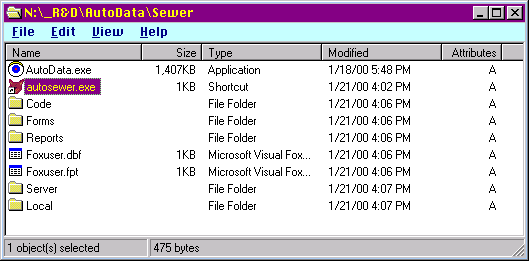 N:\_R&D\AutoData\Sewer
File Edit View Help
Name Size Type Modified Attributes
AutoData.exe 1,407KB Application 1/18/00 5:48 PM A
autosewer.exe 1KB Shortcut 1/21/00 4:02 PM A
Code File Folder 1/21/00 4:06 PM A
Forms File Folder 1/21/00 4:06 PM A
Reports File Folder 1/21/00 4:06 PM A
Foxuser.dbf 1KB Microsoft Visual Fox... 1/21/00 4:06 PM A
Foxuser.fpt 1KB Microsoft Visual Fox... 1/21/00 4:06 PM A
Server File Folder 1/21/00 4:06 PM A
Local File Folder 1/21/00 4:06 PM A
1 object(s) selected 475 bytes